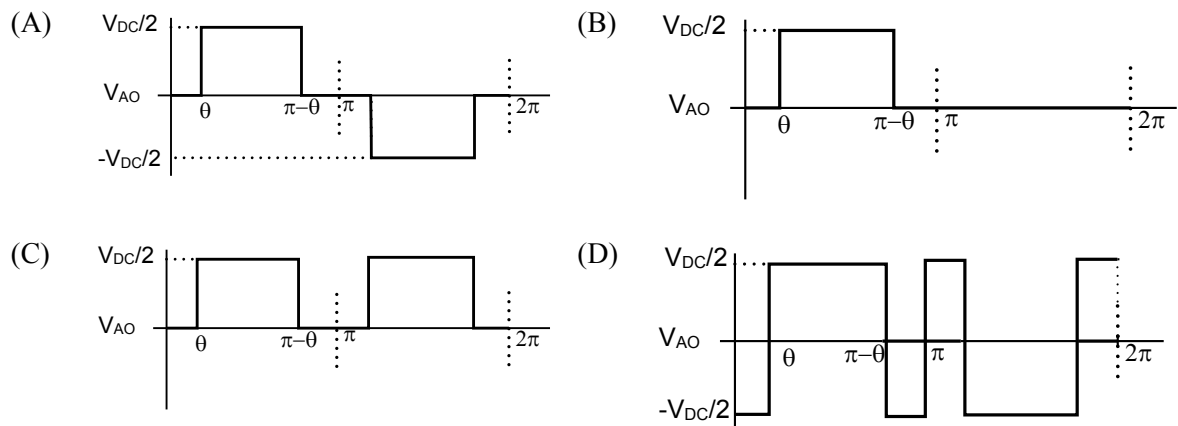 (A)
V_DC/2
V_AO
-V_DC/2
θ
π−θ
π
2π
(B)
V_DC/2
V_AO
θ
π−θ
π
2π
(C)
V_DC/2
V_AO
θ
π−θ
π
2π
(D)
V_DC/2
V_AO
-V_DC/2
θ
π−θ
π
2π